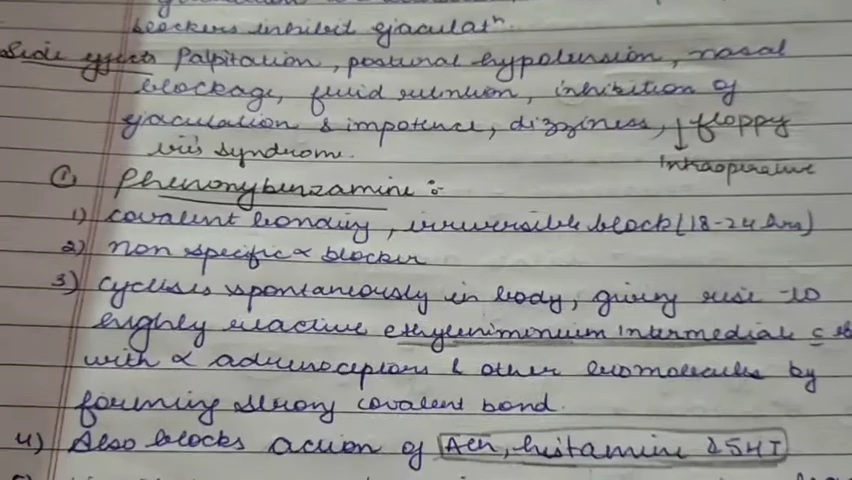 blockers inhibit ejaculatn.
Side effects Palpitation, postural hypotension, nasal
blockage, fluid retention, inhibition of
ejaculation & impotence, dizziness, ↓ floppy
iris syndrome.
Intraoperative
① Phenoxybenzamine :-
1) covalent bonding, irreversible block (18-24 hrs)
2) non specific α blocker
3) cyclises spontaneously in body, giving rise to
highly reactive ethyleniminium intermediate c
with α adrenoceptors & other biomolecules by
forming strong covalent bond.
4) Also blocks action of Ach, histamine & 5HT